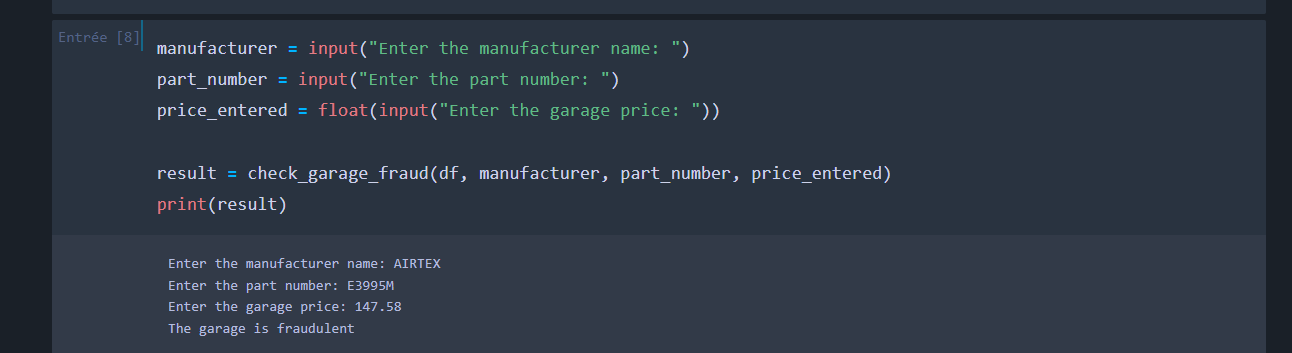 Entrée [8]
manufacturer = input("Enter the manufacturer name: ")
part_number = input("Enter the part number: ")
price_entered = float(input("Enter the garage price: "))
result = check_garage_fraud(df, manufacturer, part_number, price_entered)
print(result)
Enter the manufacturer name: AIRTEX
Enter the part number: E3995M
Enter the garage price: 147.58
The garage is fraudulent